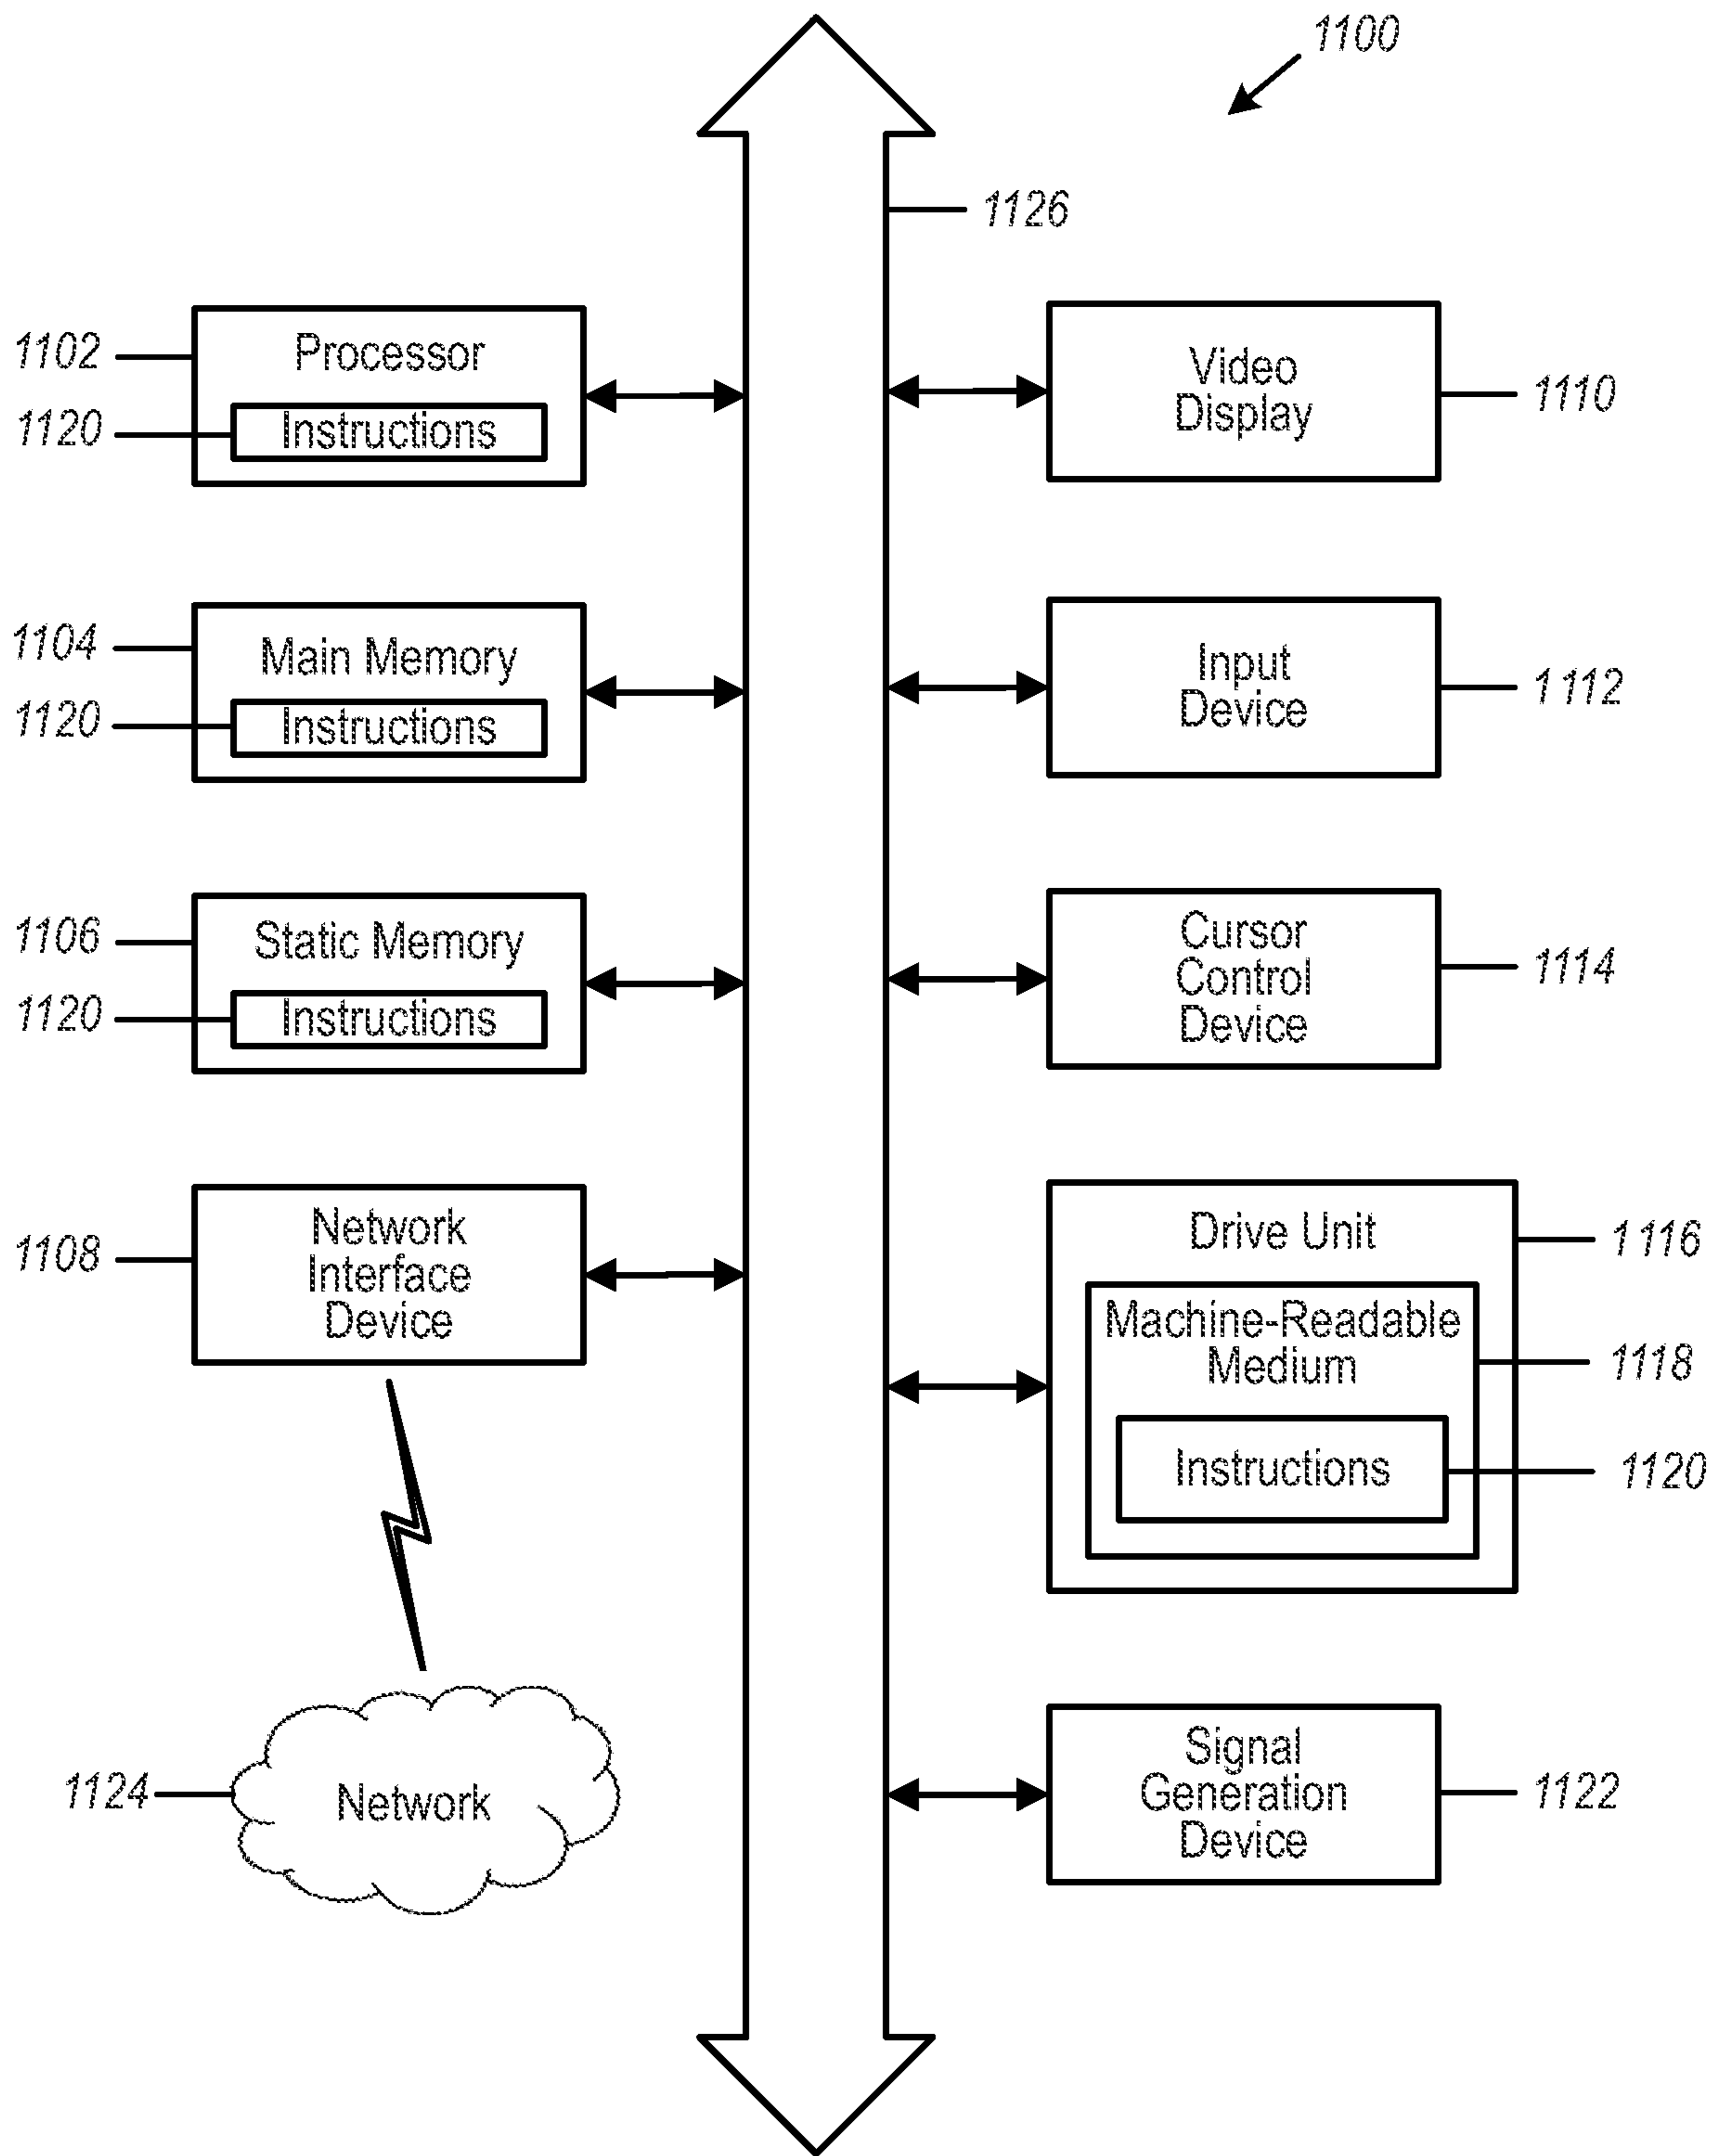 1100
1126
1102
Processor
1120
Instructions
Video
Display
1110
1104
Main Memory
1120
Instructions
Input
Device
1112
1106
Static Memory
1120
Instructions
Cursor
Control
Device
1114
1108
Network
Interface
Device
Drive Unit
1116
Machine-Readable
Medium
1118
Instructions
1120
1124
Network
Signal
Generation
Device
1122